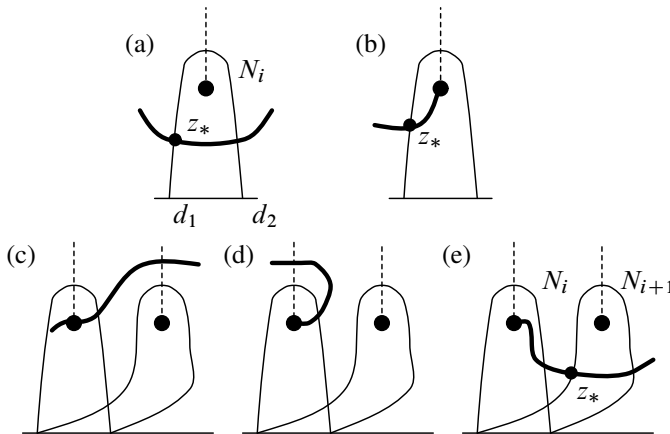 (a) (b)
N_i
z_*
z_*
d_1 d_2
(c) (d) (e)
N_i N_{i+1}
z_*